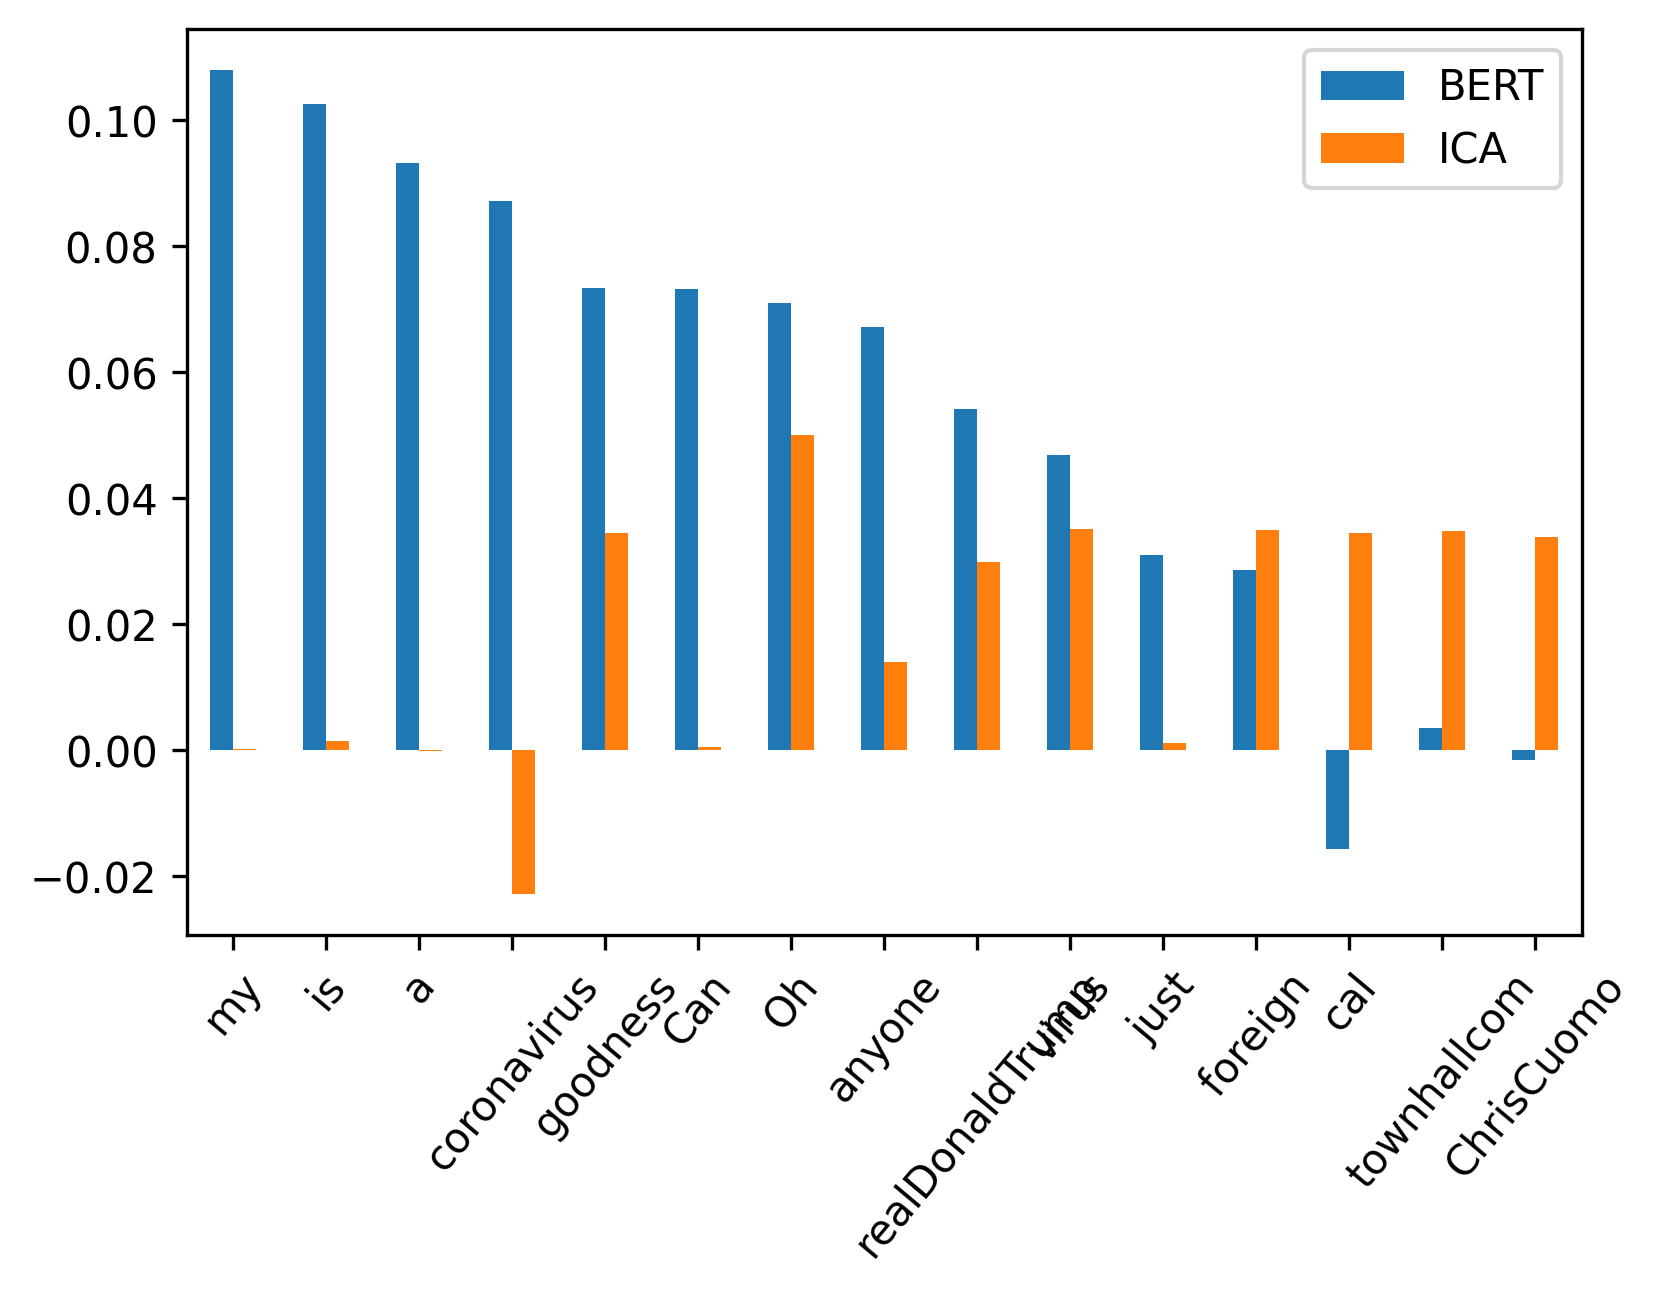 BERT
ICA
0.10
0.08
0.06
0.04
0.02
0.00
−0.02
my
is
a
coronavirus
goodness
Can
Oh
anyone
realDonaldTrump
virus
just
foreign
cal
townhallcom
ChrisCuomo